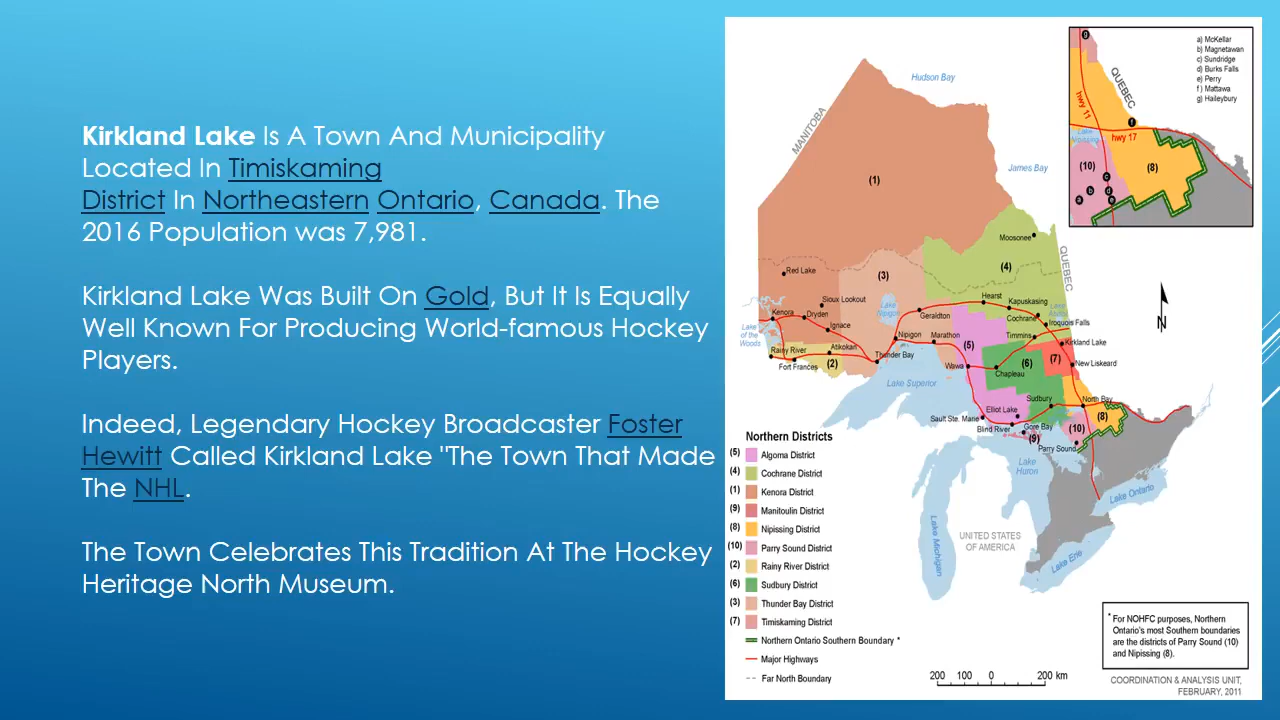 Kirkland Lake Is A Town And Municipality
Located In Timiskaming
District In Northeastern Ontario, Canada. The
2016 Population was 7,981.
Kirkland Lake Was Built On Gold, But It Is Equally
Well Known For Producing World-famous Hockey
Players.
Indeed, Legendary Hockey Broadcaster Foster
Hewitt Called Kirkland Lake "The Town That Made
The NHL.
The Town Celebrates This Tradition At The Hockey
Heritage North Museum.
Hudson Bay
MANITOBA
James Bay
(1)
Moosonee
QUEBEC
(4)
(3)
Red Lake
Sioux Lookout
Lake
Nipigon
Hearst
Kapuskasing
Kenora
Dryden
Geraldton
Cochrane
Iroquois Falls
Lake
of the
Woods
Ignace
Nipigon
Marathon
Timmins
Kirkland Lake
Rainy River
Atikokan
(5)
Fort Frances
(2)
Thunder Bay
Wawa
(6)
(7)
New Liskeard
Chapleau
Lake Superior
Sudbury
North Bay
Elliot Lake
Sault Ste. Marie
Blind River
Gore Bay
(8)
(9)
(10)
Parry Sound
Lake
Huron
Lake Ontario
Lake Michigan
UNITED STATES
OF AMERICA
Lake Erie
N
QUEBEC
hwy 11
hwy 17
(10)
(8)
g
f
c
b
d
a
e
a) McKellar
b) Magnetawan
c) Sundridge
d) Burks Falls
e) Perry
f ) Mattawa
g) Haileybury
Northern Districts
(5) Algoma District
(4) Cochrane District
(1) Kenora District
(9) Manitoulin District
(8) Nipissing District
(10) Parry Sound District
(2) Rainy River District
(6) Sudbury District
(3) Thunder Bay District
(7) Timiskaming District
Northern Ontario Southern Boundary *
Major Highways
Far North Boundary
200 100 0 200 km
* For NOHFC purposes, Northern
Ontario's most Southern boundaries
are the districts of Parry Sound (10)
and Nipissing (8).
COORDINATION & ANALYSIS UNIT,
FEBRUARY, 2011